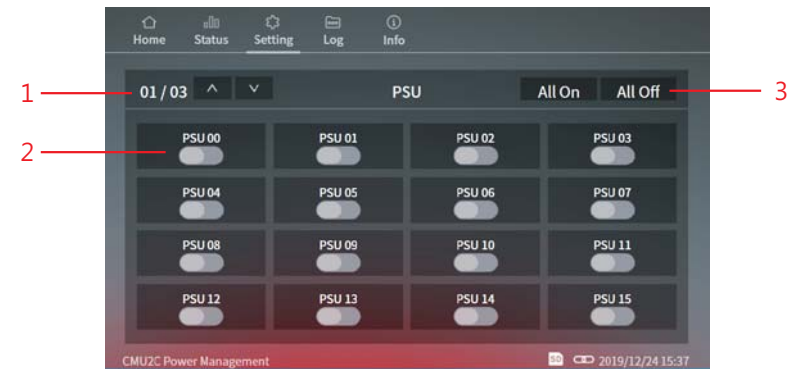 Home Status Setting Log Info
1 01 / 03 PSU All On All Off 3
2 PSU 00 PSU 01 PSU 02 PSU 03
PSU 04 PSU 05 PSU 06 PSU 07
PSU 08 PSU 09 PSU 10 PSU 11
PSU 12 PSU 13 PSU 14 PSU 15
CMU2C Power Management SD 2019/12/24 15:37